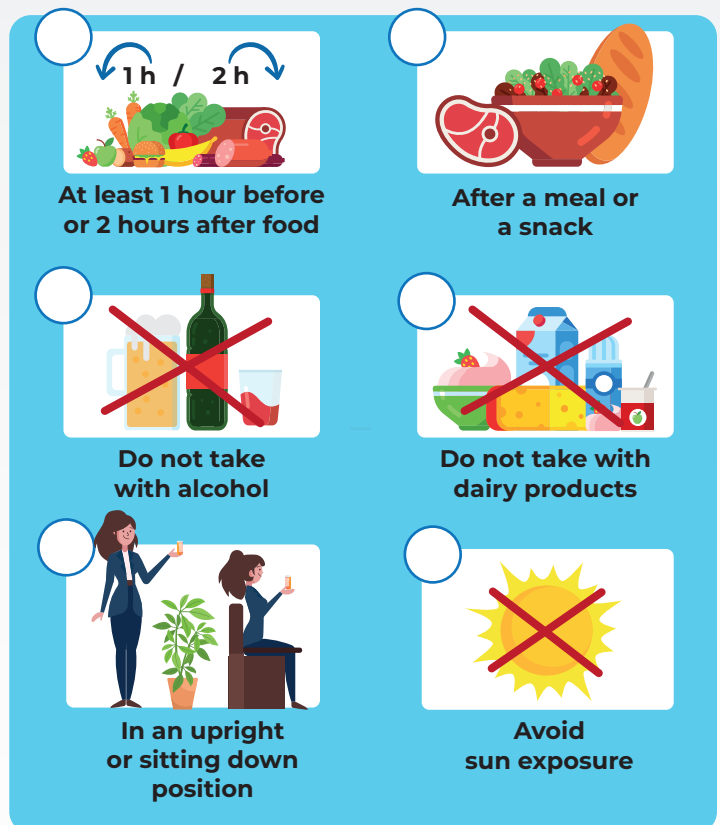 1 h / 2 h
At least 1 hour before
or 2 hours after food
After a meal or
a snack
Do not take
with alcohol
Do not take with
dairy products
In an upright
or sitting down
position
Avoid
sun exposure